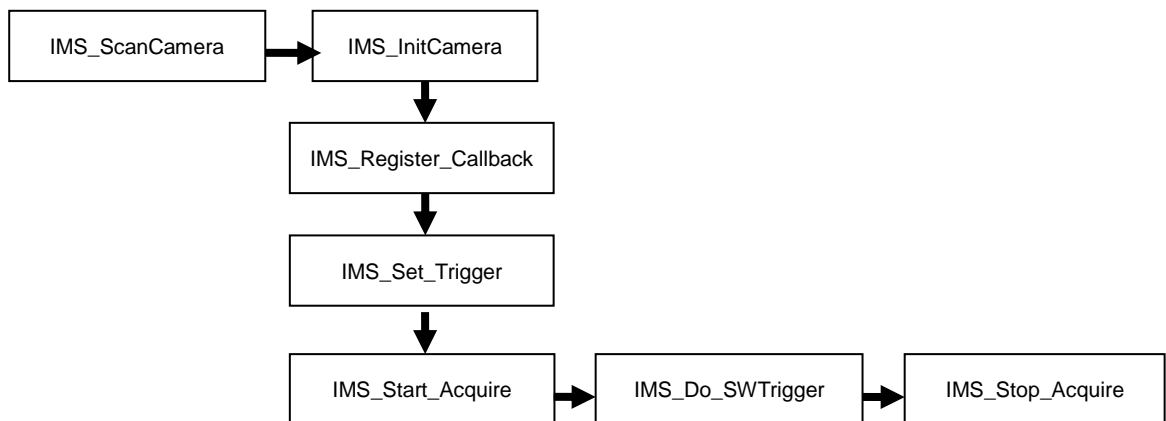 IMS_ScanCamera
IMS_InitCamera
IMS_Register_Callback
IMS_Set_Trigger
IMS_Start_Acquire
IMS_Do_SWTrigger
IMS_Stop_Acquire